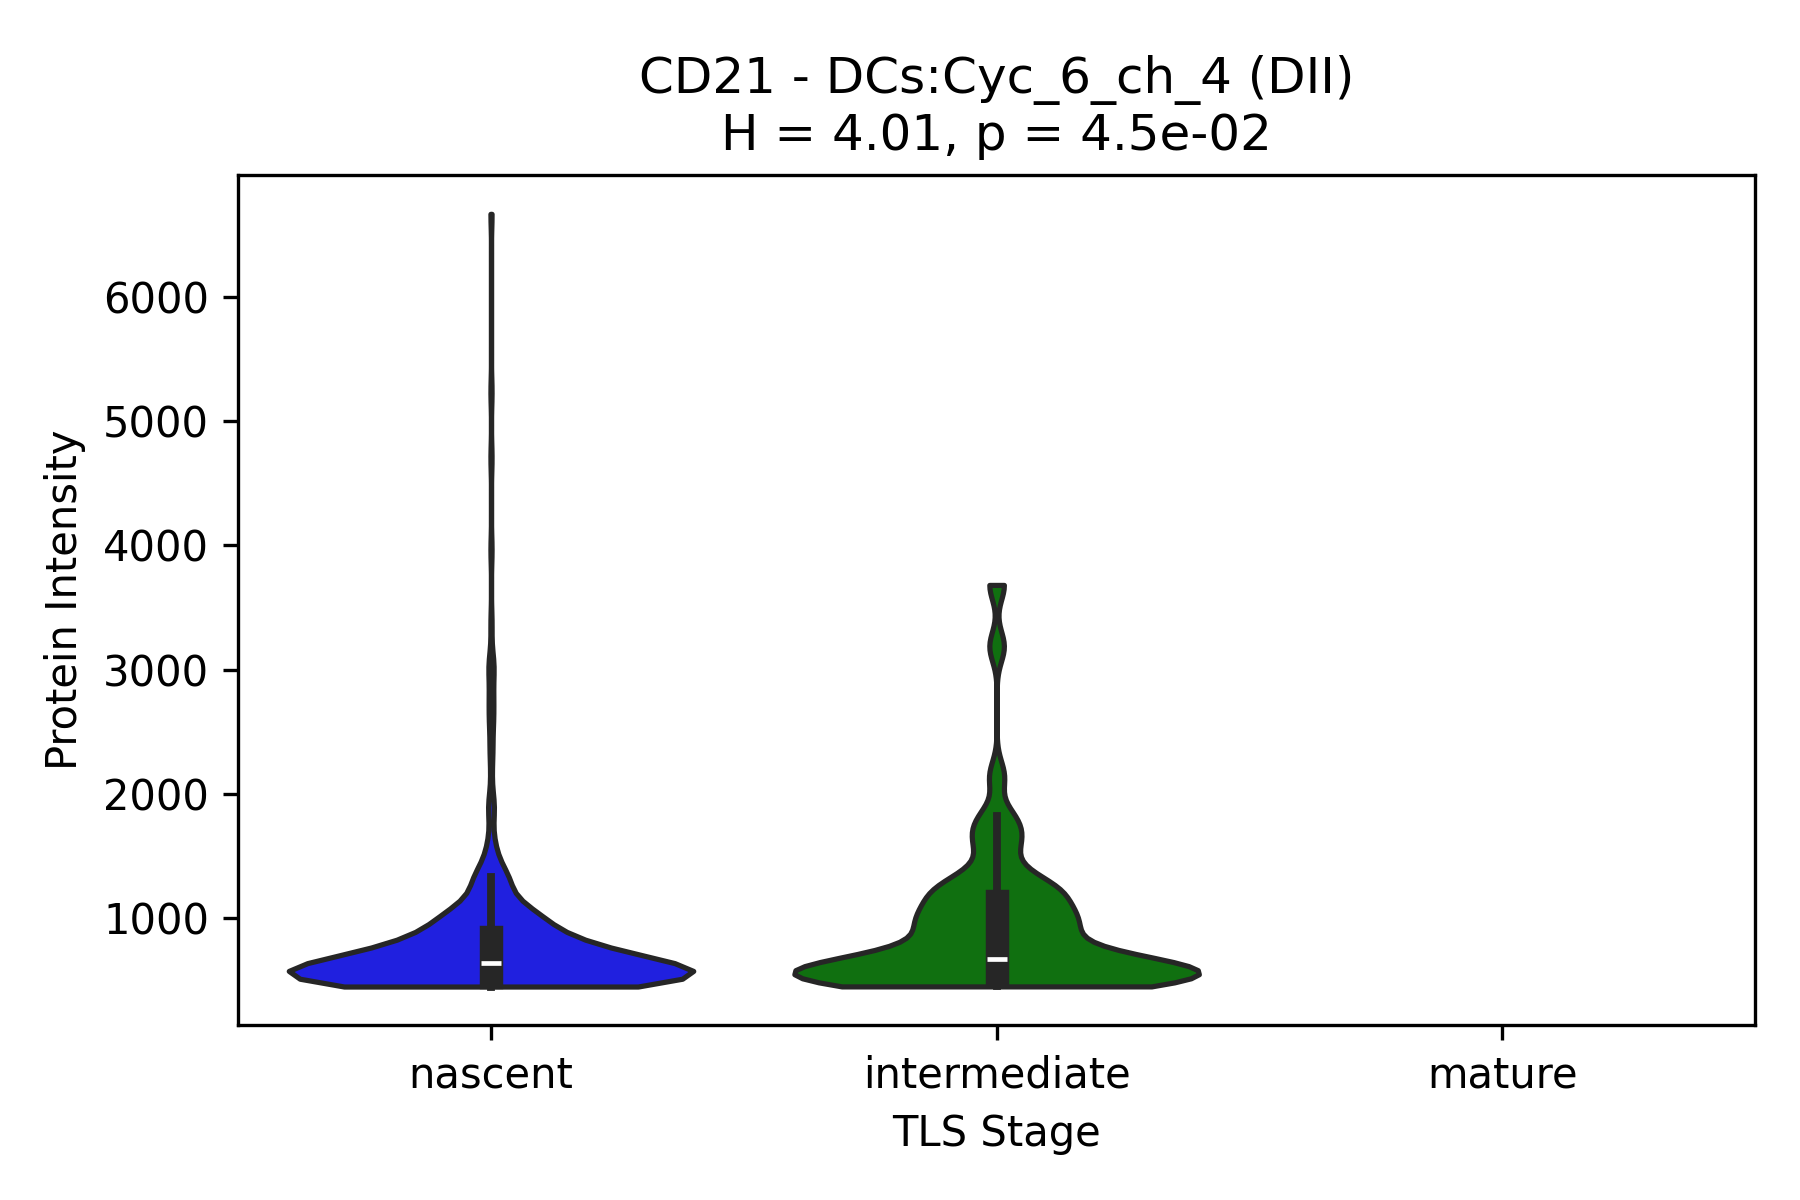 CD21 - DCs:Cyc_6_ch_4 (DII)
H = 4.01, p = 4.5e-02
Protein Intensity
6000
5000
4000
3000
2000
1000
nascent intermediate mature
TLS Stage